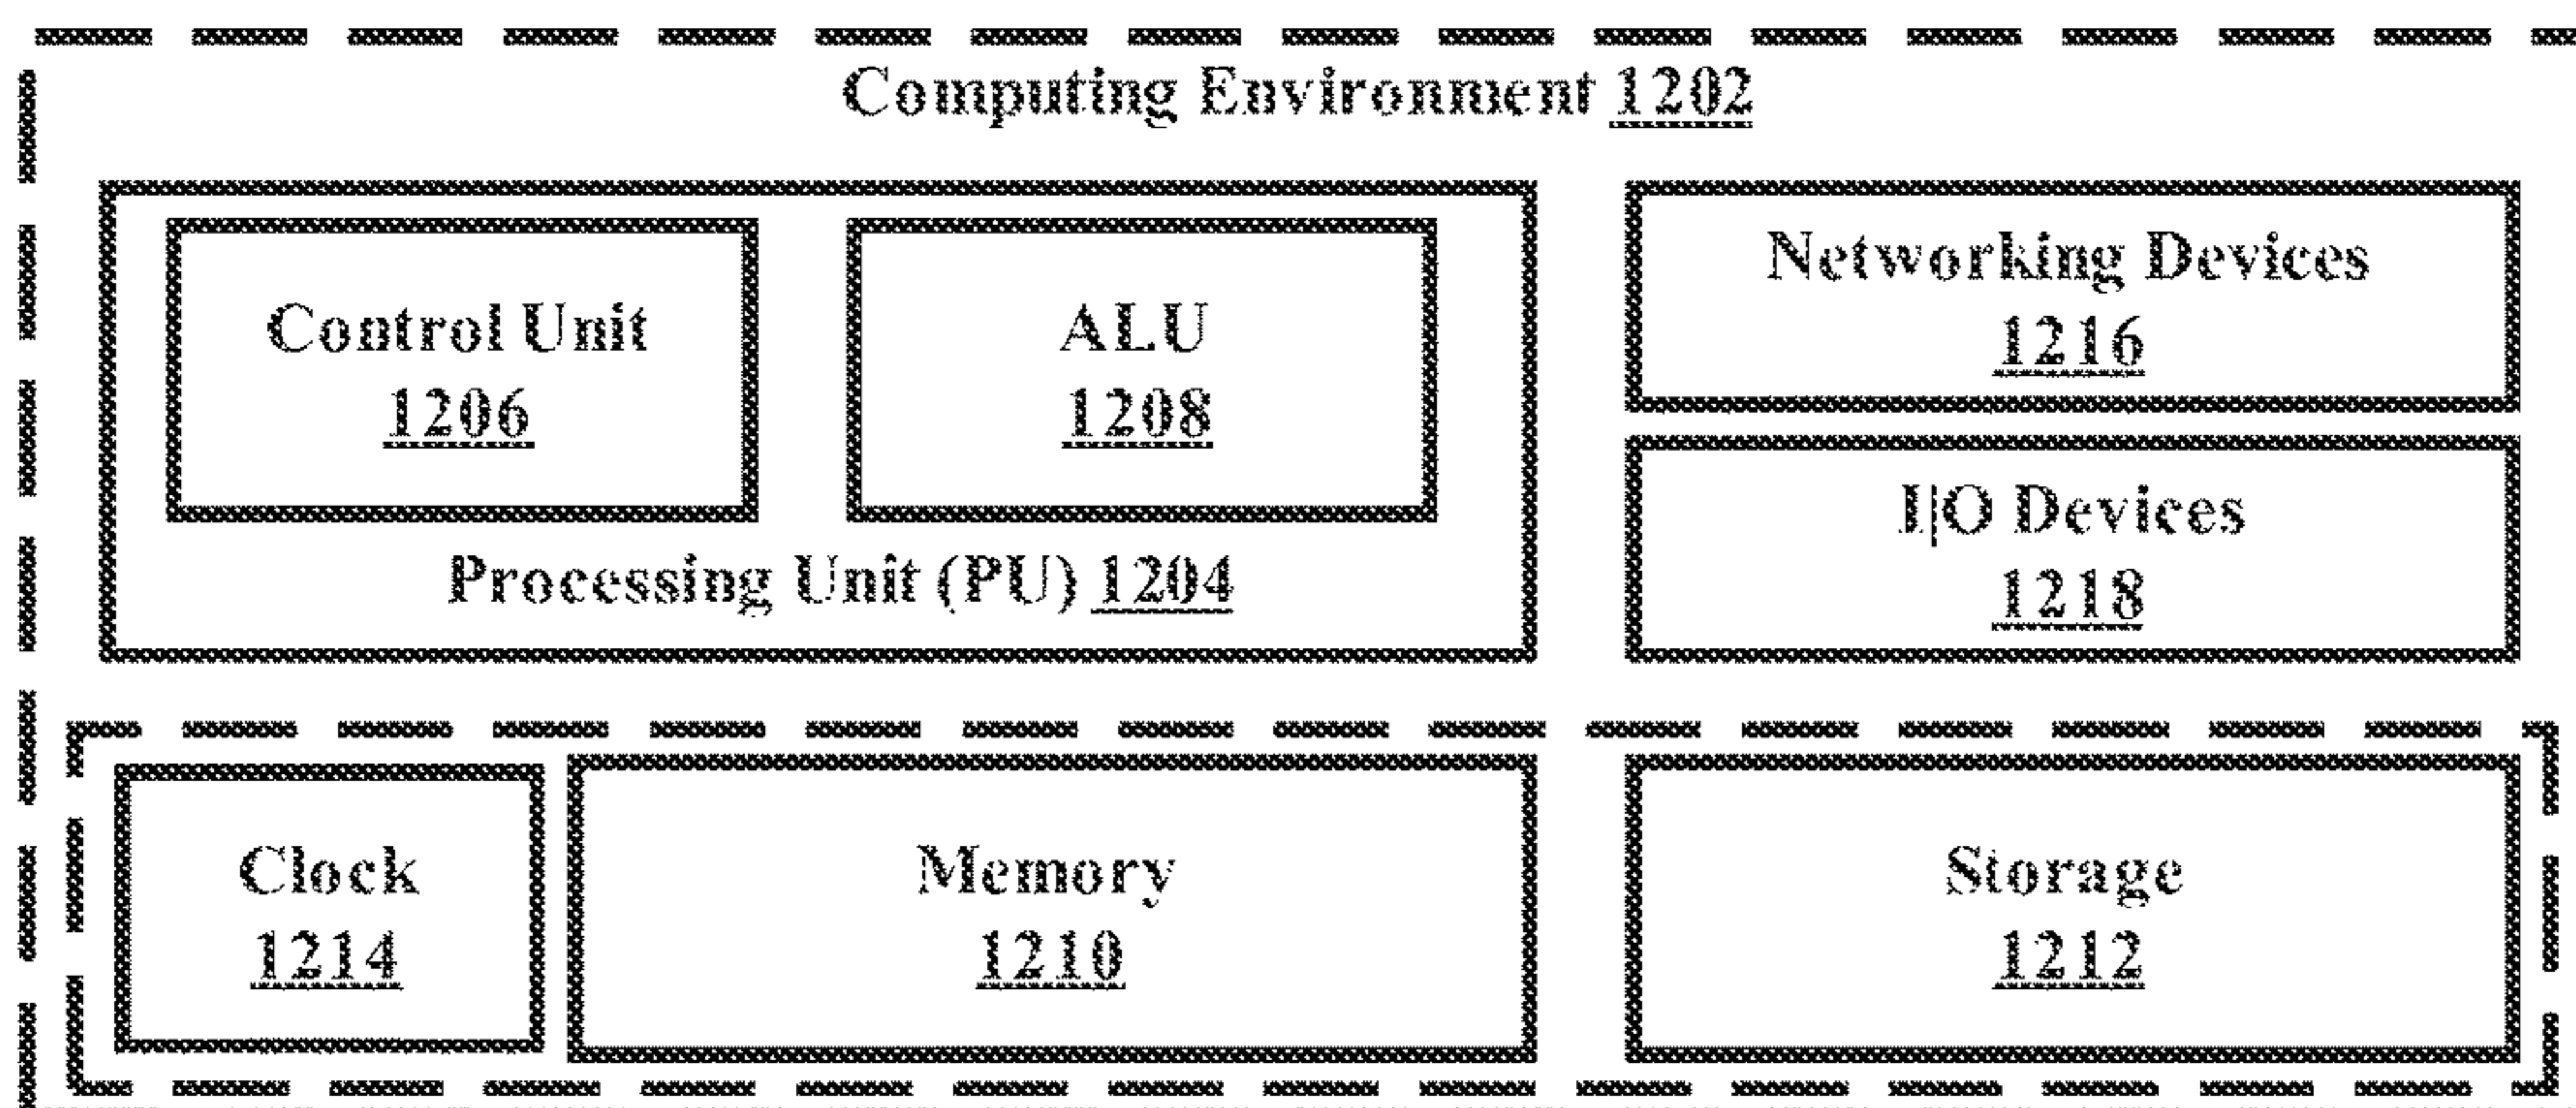 Computing Environment 1202
Control Unit
1206
ALU
1208
Processing Unit (PU) 1204
Networking Devices
1216
I|O Devices
1218
Clock
1214
Memory
1210
Storage
1212